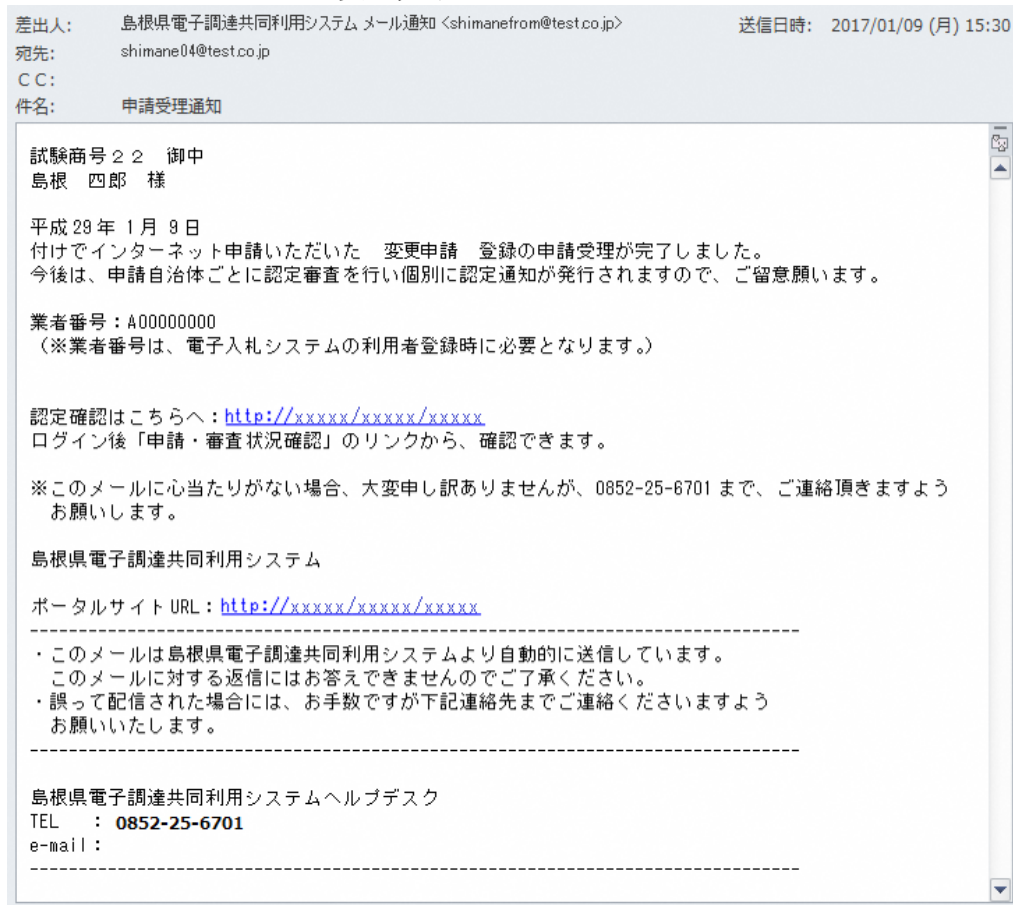 差出人: 島根県電子調達共同利用システム メール通知 <shimanefrom@test.co.jp> 送信日時: 2017/01/09 (月) 15:30
宛先: shimane04@test.co.jp
CC:
件名: 申請受理通知
試験商号22 御中
島根 四郎 様
平成29年 1月 9日
付けでインターネット申請いただいた 変更申請 登録の申請受理が完了しました。
今後は、申請自治体ごとに認定審査を行い個別に認定通知が発行されますので、ご留意願います。
業者番号:A00000000
(※業者番号は、電子入札システムの利用者登録時に必要となります。)
認定確認はこちらへ:http://xxxxx/xxxxx/xxxxx
ログイン後「申請・審査状況確認」のリンクから、確認できます。
※このメールに心当たりがない場合、大変申し訳ありませんが、0852-25-6701 まで、ご連絡頂きますよう
お願いします。
島根県電子調達共同利用システム
ポータルサイト URL:http://xxxxx/xxxxx/xxxxx
--------------------------------------------------------------------------------
・このメールは島根県電子調達共同利用システムより自動的に送信しています。
このメールに対する返信にはお答えできませんのでご了承ください。
・誤って配信された場合には、お手数ですが下記連絡先までご連絡くださいますよう
お願いいたします。
--------------------------------------------------------------------------------
島根県電子調達共同利用システムヘルプデスク
TEL : 0852-25-6701
e-mail:
--------------------------------------------------------------------------------